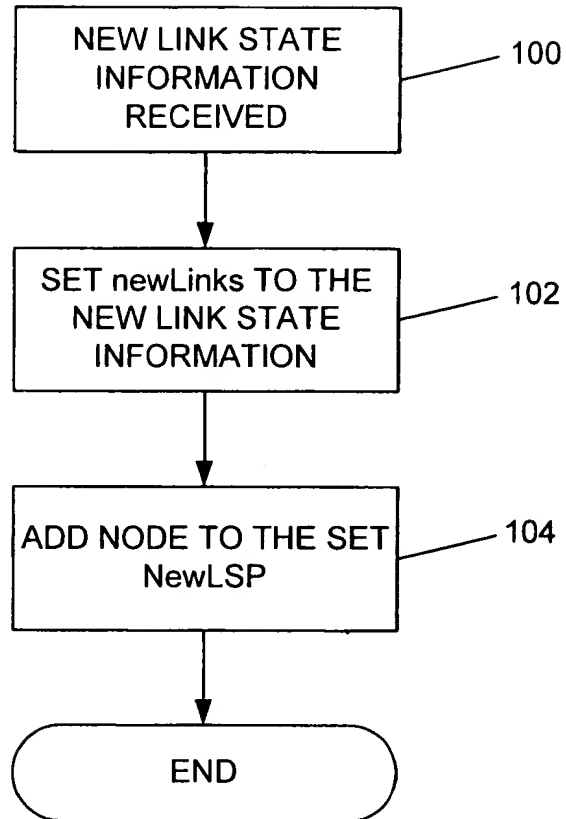 NEW LINK STATE
INFORMATION
RECEIVED
100
SET newLinks TO THE
NEW LINK STATE
INFORMATION
102
ADD NODE TO THE SET
NewLSP
104
END